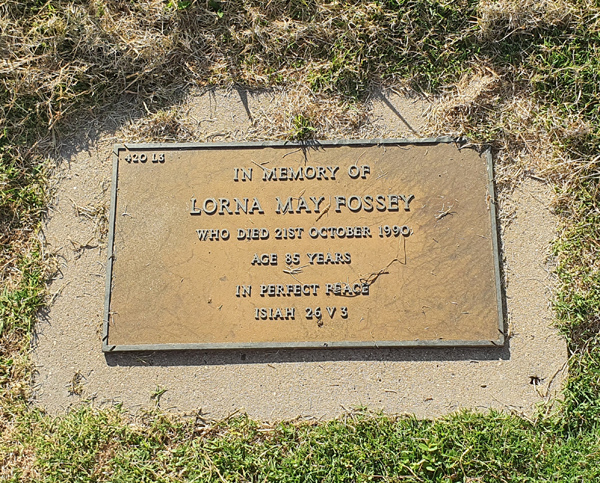 420 L3
IN MEMORY OF
LORNA MAY FOSSEY
WHO DIED 21ST OCTOBER 1990
AGE 85 YEARS
IN PERFECT PEACE
ISIAH 26 V 3